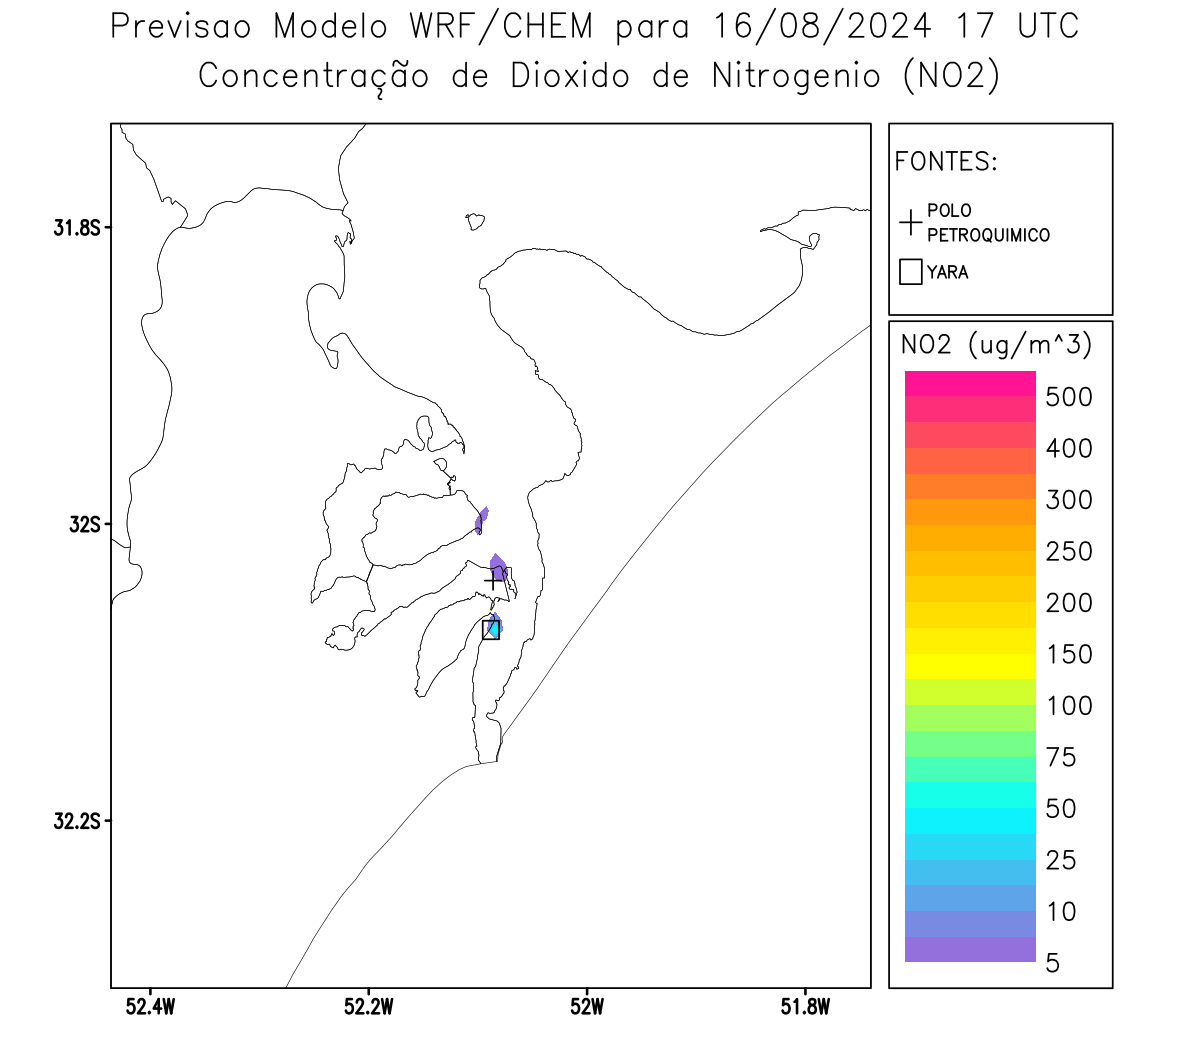 Previsao Modelo WRF/CHEM para 16/08/2024 17 UTC
Concentração de Dioxido de Nitrogenio (NO2)
FONTES:
POLO
PETROQUIMICO
YARA
NO2 (ug/m^3)
500
400
300
250
200
150
100
75
50
25
10
5
31.8S
32S
32.2S
52.4W
52.2W
52W
51.8W